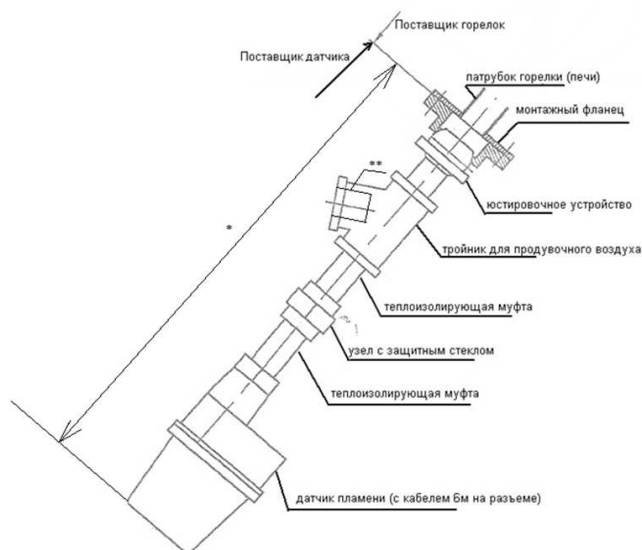 Поставщик горелок
Поставщик датчика
патрубок горелки (печи)
монтажный фланец
**
юстировочное устройство
*
тройник для продувочного воздуха
теплоизолирующая муфта
узел с защитным стеклом
теплоизолирующая муфта
датчик пламени (с кабелем 6м на разъеме)